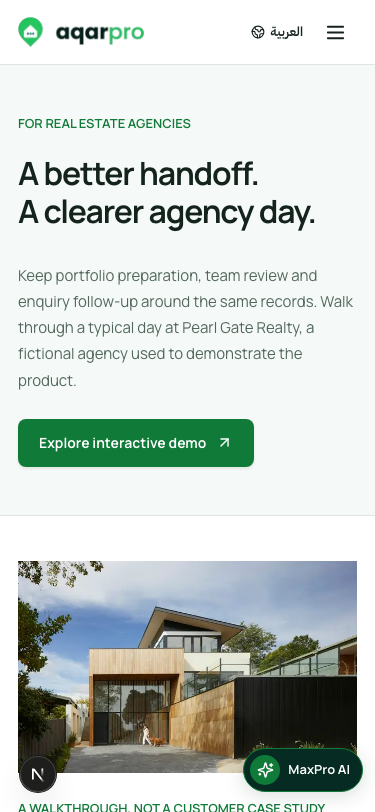 aqarpro
العربية
FOR REAL ESTATE AGENCIES
A better handoff.
A clearer agency day.
Keep portfolio preparation, team review and
enquiry follow-up around the same records. Walk
through a typical day at Pearl Gate Realty, a
fictional agency used to demonstrate the
product.
Explore interactive demo
N
MaxPro AI
A WALKTHROUGH, NOT A CUSTOMER CASE STUDY